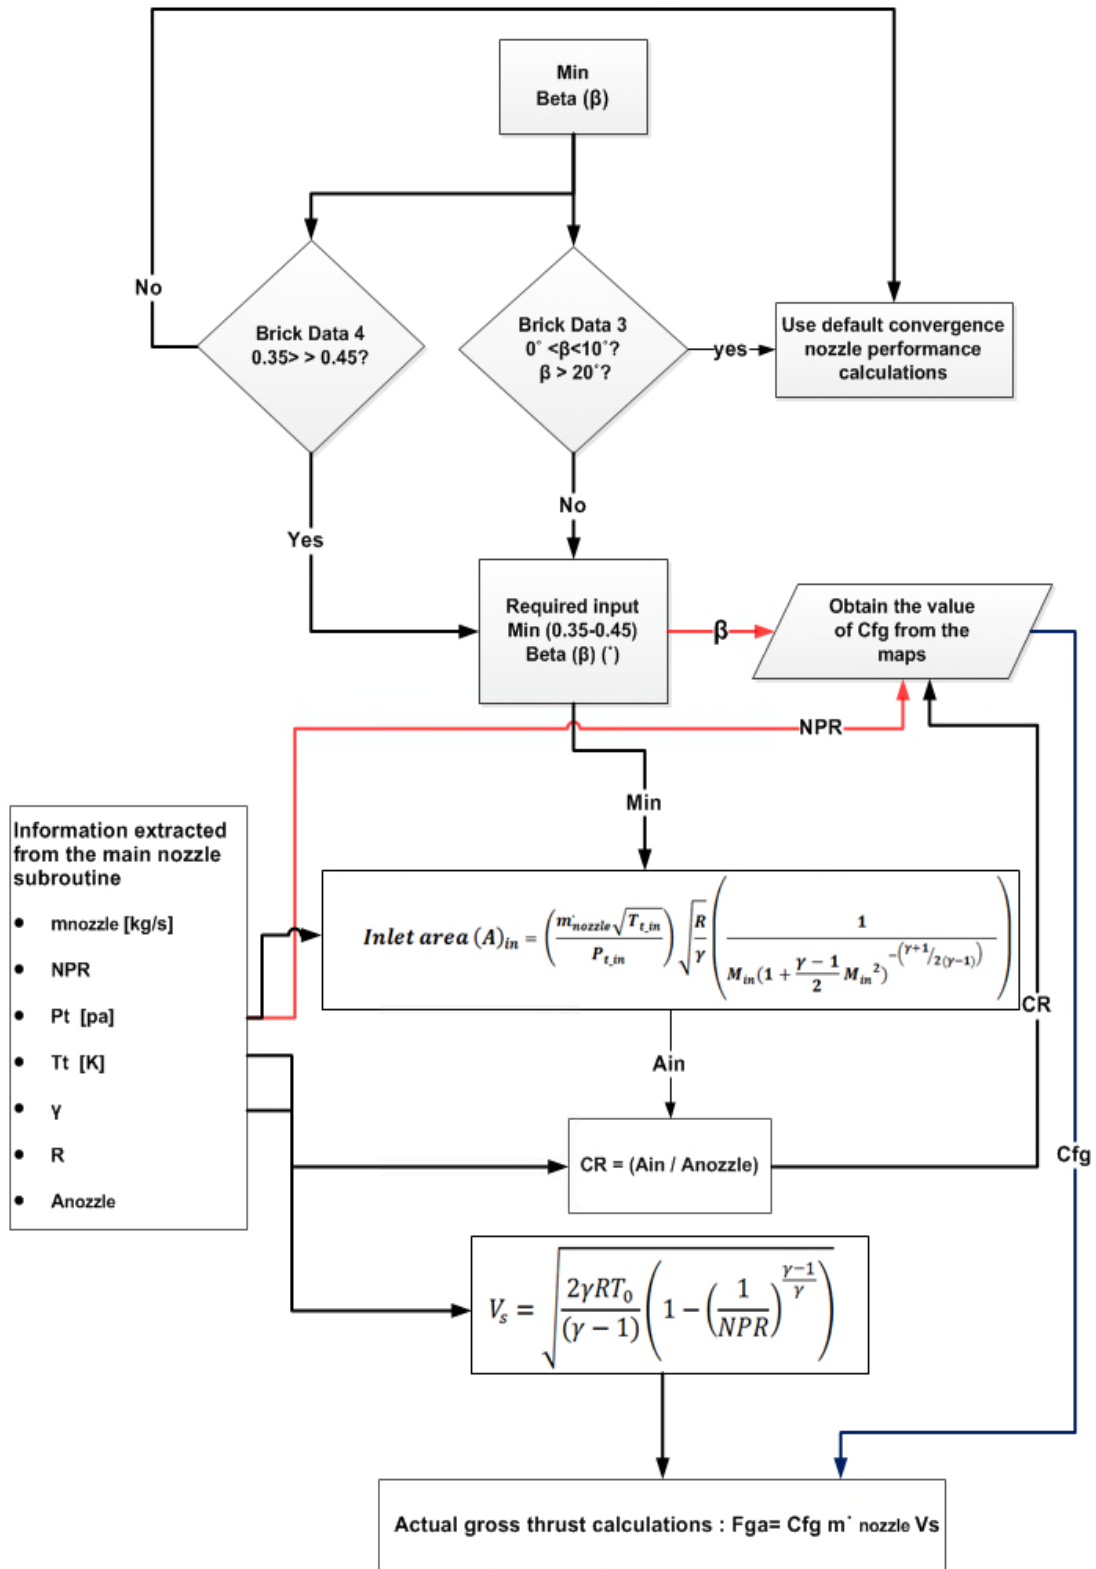 Min
Beta (β)
No
Brick Data 4
0.35> > 0.45?
Brick Data 3
0˚ <β<10˚?
β > 20˚?
yes
Use default convergence
nozzle performance
calculations
Yes
No
Required input
Min (0.35-0.45)
Beta (β) (˚)
β
Obtain the value
of Cfg from the
maps
NPR
Min
Information extracted
from the main nozzle
subroutine
• mnozzle [kg/s]
• NPR
• Pt [pa]
• Tt [K]
• γ
• R
• Anozzle
Inlet area (A)in = (m˙nozzle√Tt_in / Pt_in) √(R/γ) (1 / (Min(1 + (γ − 1)/2 Min²)^−(γ+1/2(γ−1))))
CR
Ain
CR = (Ain / Anozzle)
Cfg
Vs = √(2γRT0/(γ − 1) (1 − (1/NPR)^((γ−1)/γ)))
Actual gross thrust calculations : Fga= Cfg m˙ nozzle Vs